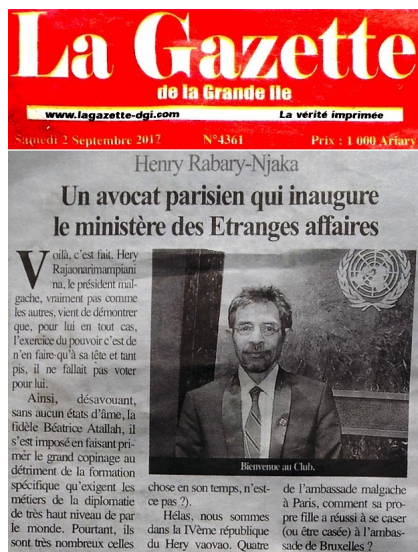 La Gazette
de la Grande Ile
www.lagazette-dgi.com La vérité imprimée
Samedi 2 Septembre 2017 N°4361 Prix : 1 000 Ariary
Henry Rabary-Njaka
Un avocat parisien qui inaugure
le ministère des Etranges affaires
Voilà, c'est fait. Hery
Rajaonarimampiani
na, le président mal-
gache, vraiment pas comme
les autres, vient de démontrer
que, pour lui en tout cas,
l'exercice du pouvoir c'est de
n'en faire-qu'à sa tête et tant
pis, il ne fallait pas voter
pour lui.
Ainsi, désavouant,
sans aucun états d'âme, la
fidèle Béatrice Atallah, il
s'est imposé en faisant pri-
mer le grand copinage au
détriment de la formation
spécifique qu'exigent les
métiers de la diplomatie
de très haut niveau de par
le monde. Pourtant, ils
sont très nombreux celles
Bienvenue au Club.
chose en son temps, n'est-
ce pas ?).
Hélas, nous sommes
dans la IVème république
du Hery vaovao. Quatre
de l'ambassade malgache
à Paris, comment sa pro-
pre fille a réussi à se caser
(ou être casée) à l'ambas-
sade de Bruxelles ?